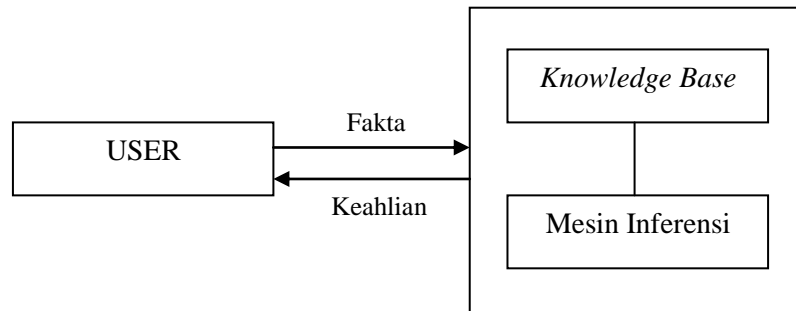 Knowledge Base
Fakta
USER
Keahlian
Mesin Inferensi